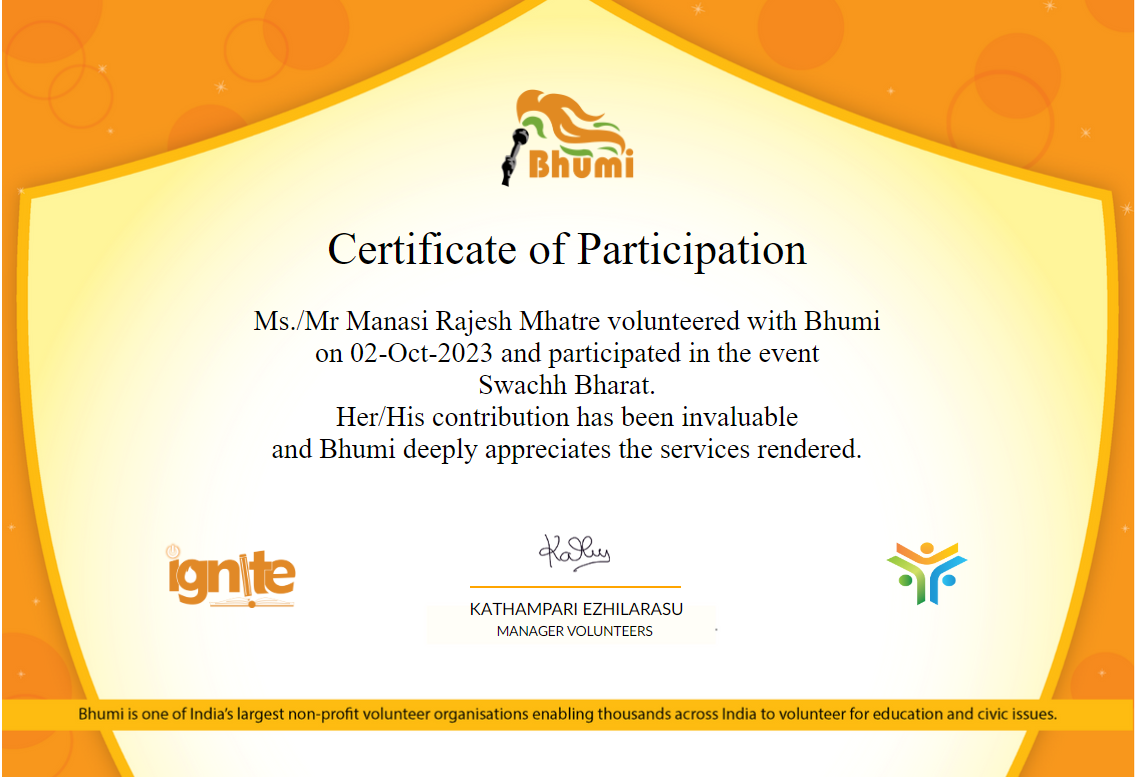 Bhumi
Certificate of Participation
Ms./Mr Manasi Rajesh Mhatre volunteered with Bhumi
on 02-Oct-2023 and participated in the event
Swachh Bharat.
Her/His contribution has been invaluable
and Bhumi deeply appreciates the services rendered.
ignIte
Kathu
KATHAMPARI EZHILARASU
MANAGER VOLUNTEERS
Bhumi is one of India's largest non-profit volunteer organisations enabling thousands across India to volunteer for education and civic issues.